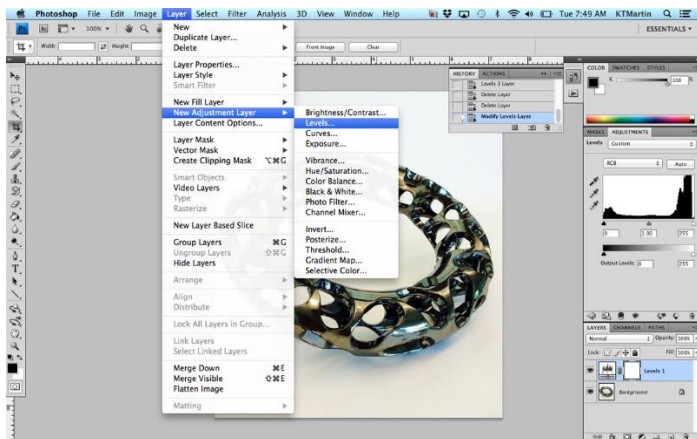 Photoshop File Edit Image Layer Select Filter Analysis 3D View Window Help Tue 7:49 AM KTMartin
100% ESSENTIALS
Width: Height: Front Image Clear
New
Duplicate Layer...
Delete
Layer Properties...
Layer Style
Smart Filter
New Fill Layer
New Adjustment Layer
Layer Content Options...
Layer Mask
Vector Mask
Create Clipping Mask ⌥⌘G
Smart Objects
Video Layers
Type
Rasterize
New Layer Based Slice
Group Layers ⌘G
Ungroup Layers ⇧⌘G
Hide Layers
Arrange
Align
Distribute
Lock All Layers in Group...
Link Layers
Select Linked Layers
Merge Down ⌘E
Merge Visible ⇧⌘E
Flatten Image
Matting
Brightness/Contrast...
Levels...
Curves...
Exposure...
Vibrance...
Hue/Saturation...
Color Balance...
Black & White...
Photo Filter...
Channel Mixer...
Invert...
Posterize...
Threshold...
Gradient Map...
Selective Color...
HISTORY ACTIONS
Levels 3 Layer
Delete Layer
Delete Layer
Modify Levels Layer
COLOR SWATCHES STYLES
K 100 %
MASKS ADJUSTMENTS
Levels Custom
RGB Auto
0 1.00 255
Output Levels: 0 255
LAYERS CHANNELS PATHS
Normal Opacity: 100%
Lock: Fill: 100%
Levels 1
Background